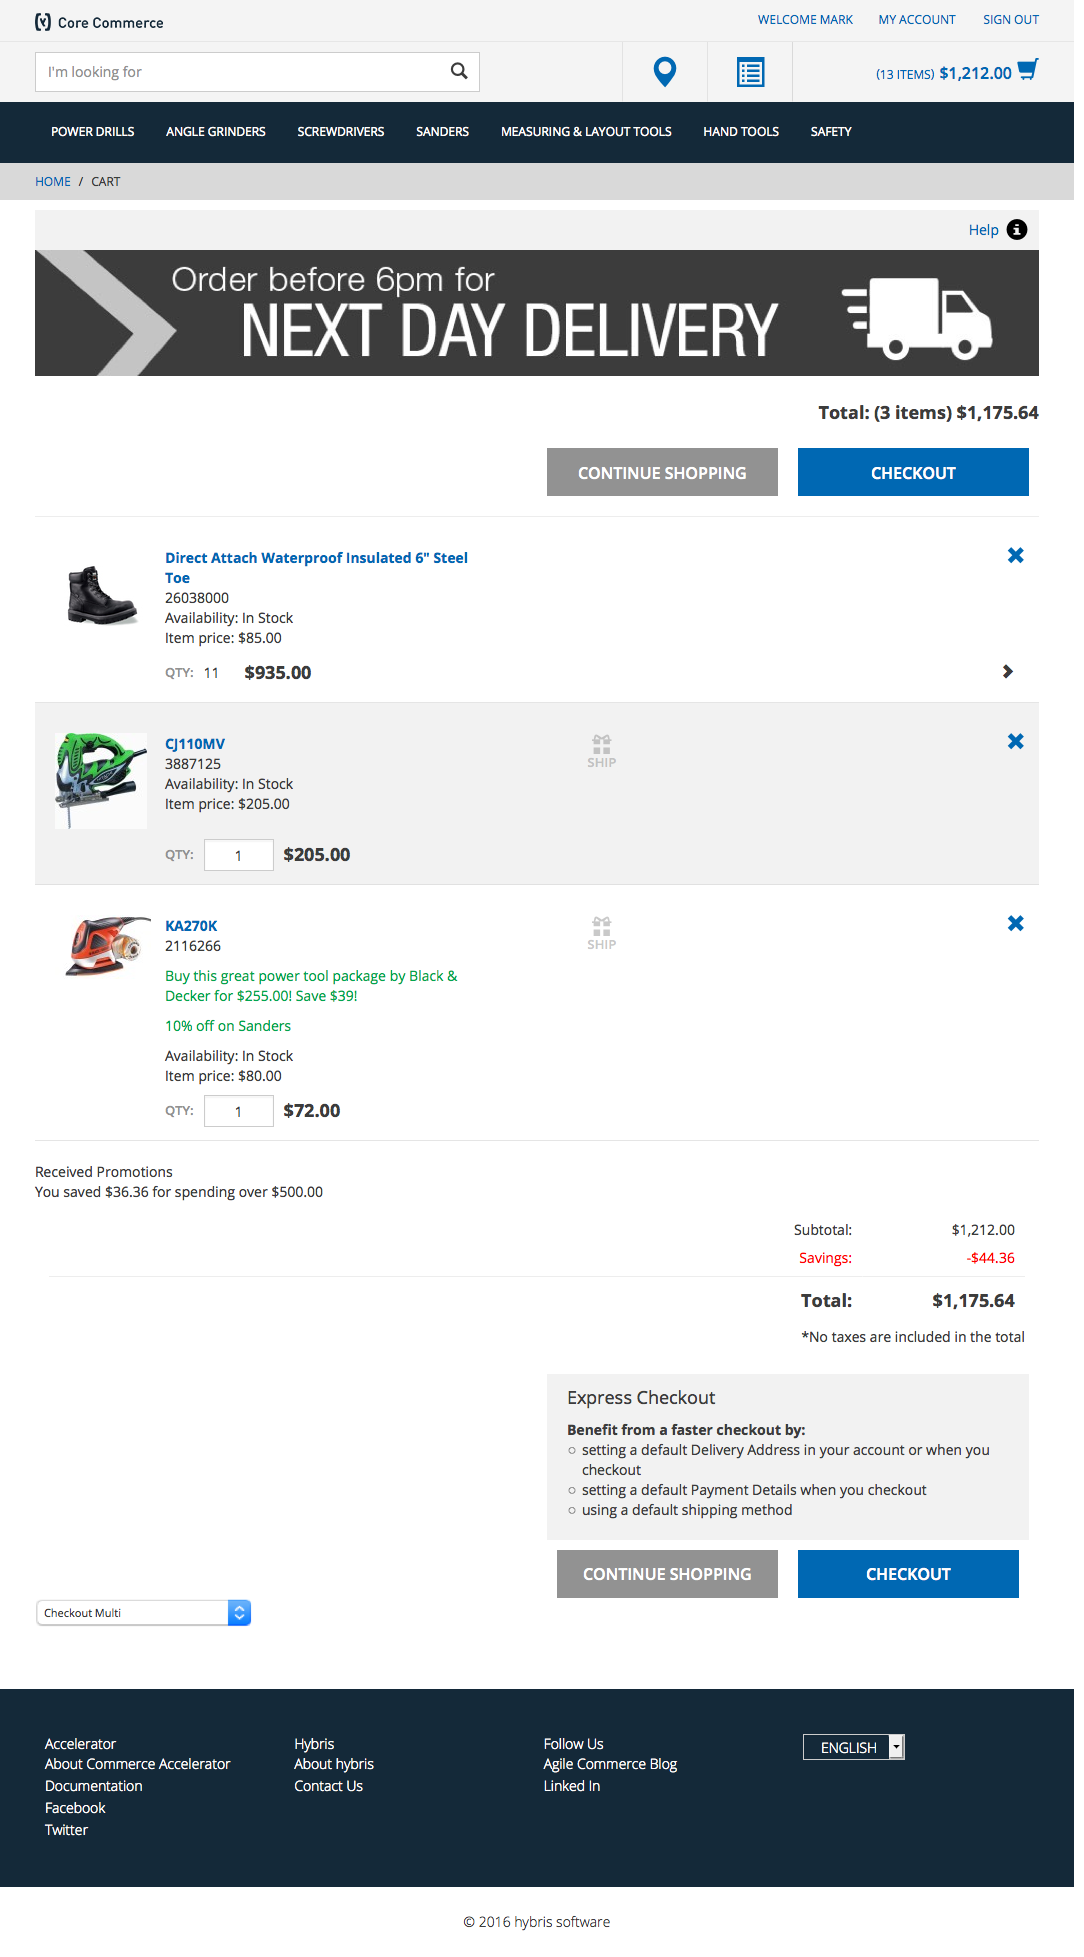 Core Commerce
WELCOME MARK MY ACCOUNT SIGN OUT
I'm looking for
(13 ITEMS) $1,212.00
POWER DRILLS ANGLE GRINDERS SCREWDRIVERS SANDERS MEASURING & LAYOUT TOOLS HAND TOOLS SAFETY
HOME / CART
Help
Order before 6pm for
NEXT DAY DELIVERY
Total: (3 items) $1,175.64
CONTINUE SHOPPING CHECKOUT
Direct Attach Waterproof Insulated 6" Steel
Toe
26038000
Availability: In Stock
Item price: $85.00
QTY: 11 $935.00
CJ110MV
3887125
Availability: In Stock
Item price: $205.00
SHIP
QTY: 1 $205.00
KA270K
2116266
SHIP
Buy this great power tool package by Black &
Decker for $255.00! Save $39!
10% off on Sanders
Availability: In Stock
Item price: $80.00
QTY: 1 $72.00
Received Promotions
You saved $36.36 for spending over $500.00
Subtotal: $1,212.00
Savings: -$44.36
Total: $1,175.64
*No taxes are included in the total
Express Checkout
Benefit from a faster checkout by:
setting a default Delivery Address in your account or when you
checkout
setting a default Payment Details when you checkout
using a default shipping method
CONTINUE SHOPPING CHECKOUT
Checkout Multi
Accelerator
About Commerce Accelerator
Documentation
Facebook
Twitter
Hybris
About hybris
Contact Us
Follow Us
Agile Commerce Blog
Linked In
ENGLISH
© 2016 hybris software